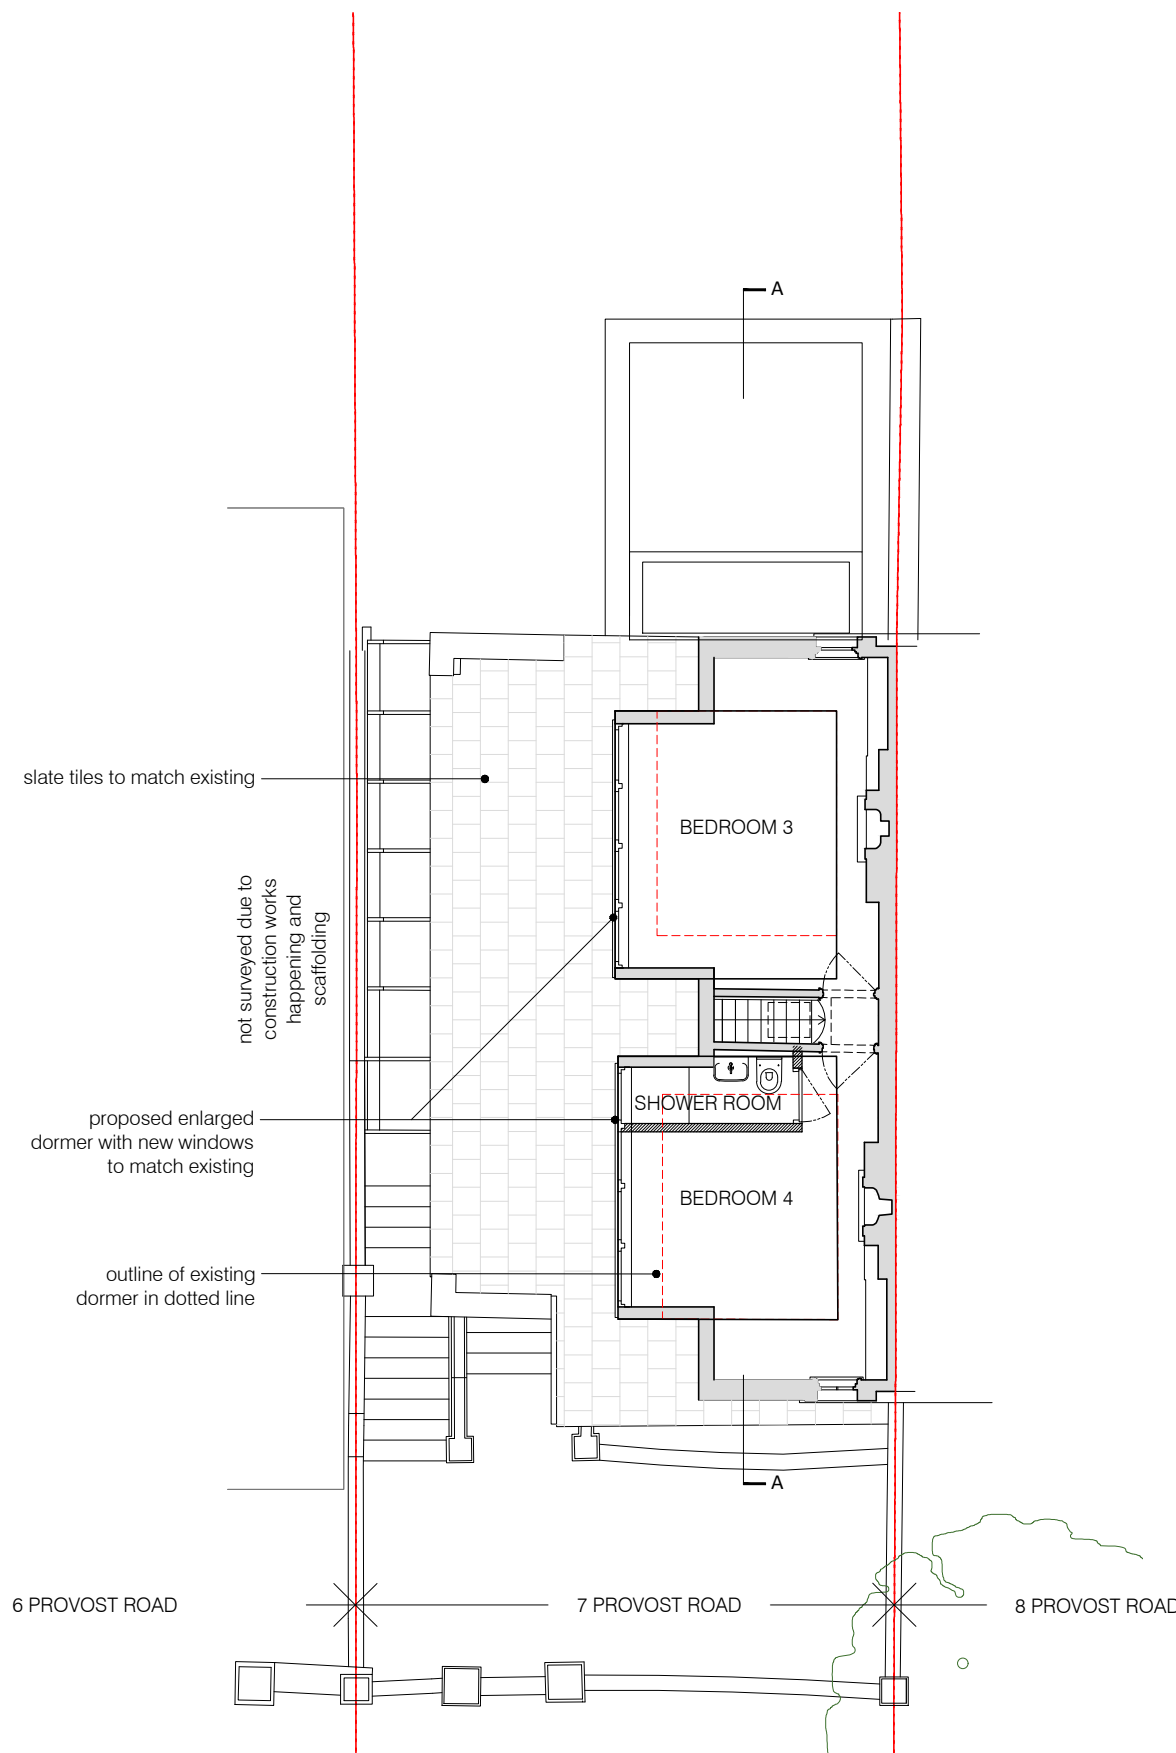 A
slate tiles to match existing
BEDROOM 3
not surveyed due to
construction works
happening and
scaffolding
SHOWER ROOM
proposed enlarged
dormer with new windows
to match existing
BEDROOM 4
outline of existing
dormer in dotted line
A
6 PROVOST ROAD
7 PROVOST ROAD
8 PROVOST ROAD